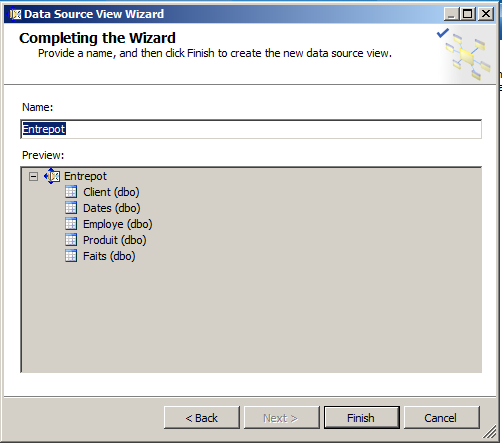 Data Source View Wizard
Completing the Wizard
Provide a name, and then click Finish to create the new data source view.
Name:
Entrepot
Preview:
Entrepot
Client (dbo)
Dates (dbo)
Employe (dbo)
Produit (dbo)
Faits (dbo)
< Back Next > Finish Cancel